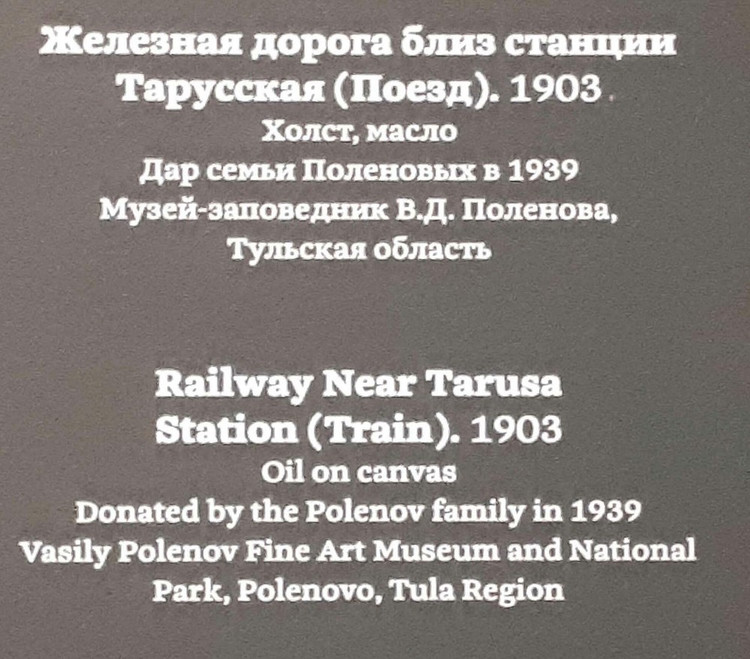 Железная дорога близ станции
Тарусская (Поезд). 1903
Холст, масло
Дар семьи Поленовых в 1939
Музей-заповедник В.Д. Поленова,
Тульская область
Railway Near Tarusa
Station (Train). 1903
Oil on canvas
Donated by the Polenov family in 1939
Vasily Polenov Fine Art Museum and National
Park, Polenovo, Tula Region